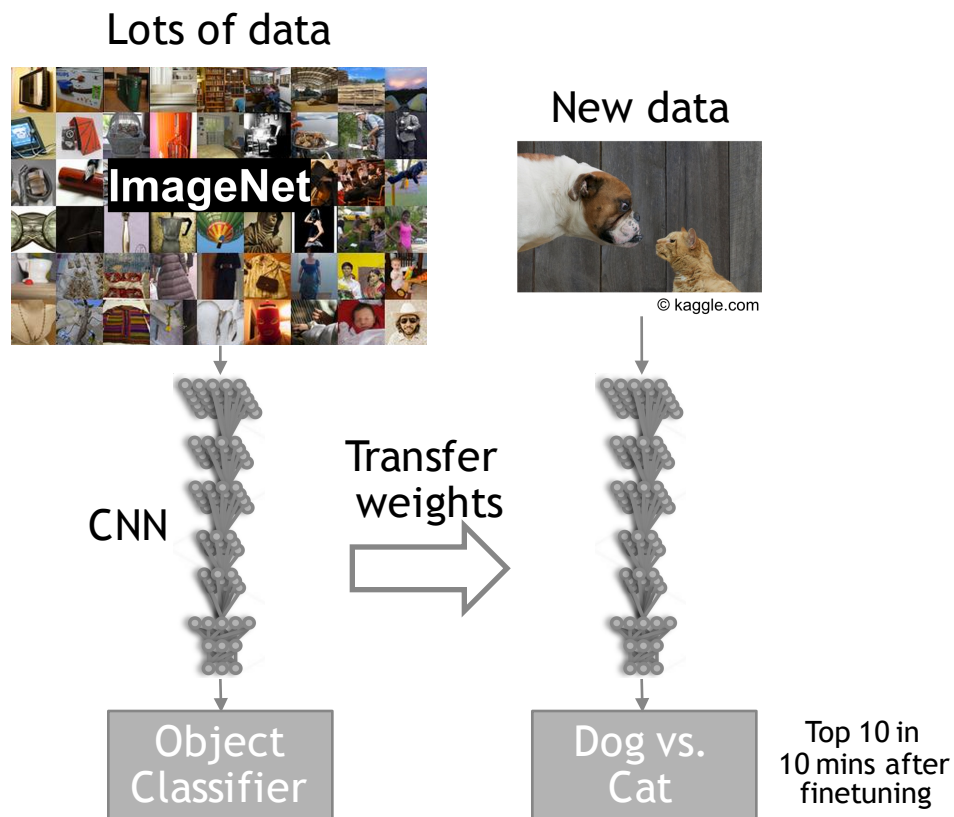 Lots of data
ImageNet
New data
© kaggle.com
Transfer
weights
CNN
Object
Classifier
Dog vs.
Cat
Top 10 in
10 mins after
finetuning